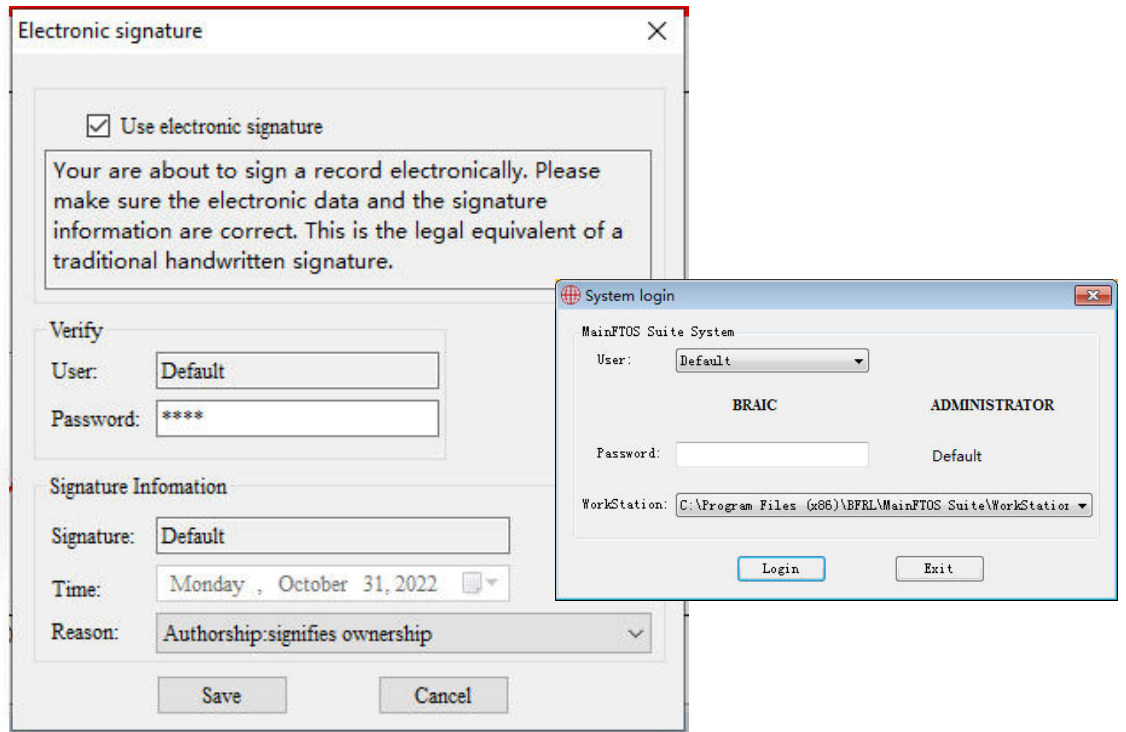 Electronic signature
Use electronic signature
Your are about to sign a record electronically. Please
make sure the electronic data and the signature
information are correct. This is the legal equivalent of a
traditional handwritten signature.
Verify
User: Default
Password: ****
Signature Infomation
Signature: Default
Time: Monday , October 31, 2022
Reason: Authorship:signifies ownership
Save Cancel
System login
MainFTOS Suite System
User: Default
BRAIC ADMINISTRATOR
Password: Default
WorkStation: C:\Program Files (x86)\BFRL\MainFTOS Suite\WorkStation
Login Exit